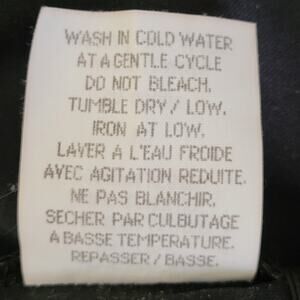 WASH IN COLD WATER
AT A GENTLE CYCLE
DO NOT BLEACH.
TUMBLE DRY / LOW.
IRON AT LOW.
LAVER A L'EAU FROIDE
AVEC AGITATION REDUITE.
NE PAS BLANCHIR.
SECHER PAR CULBUTAGE
A BASSE TEMPERATURE.
REPASSER / BASSE.